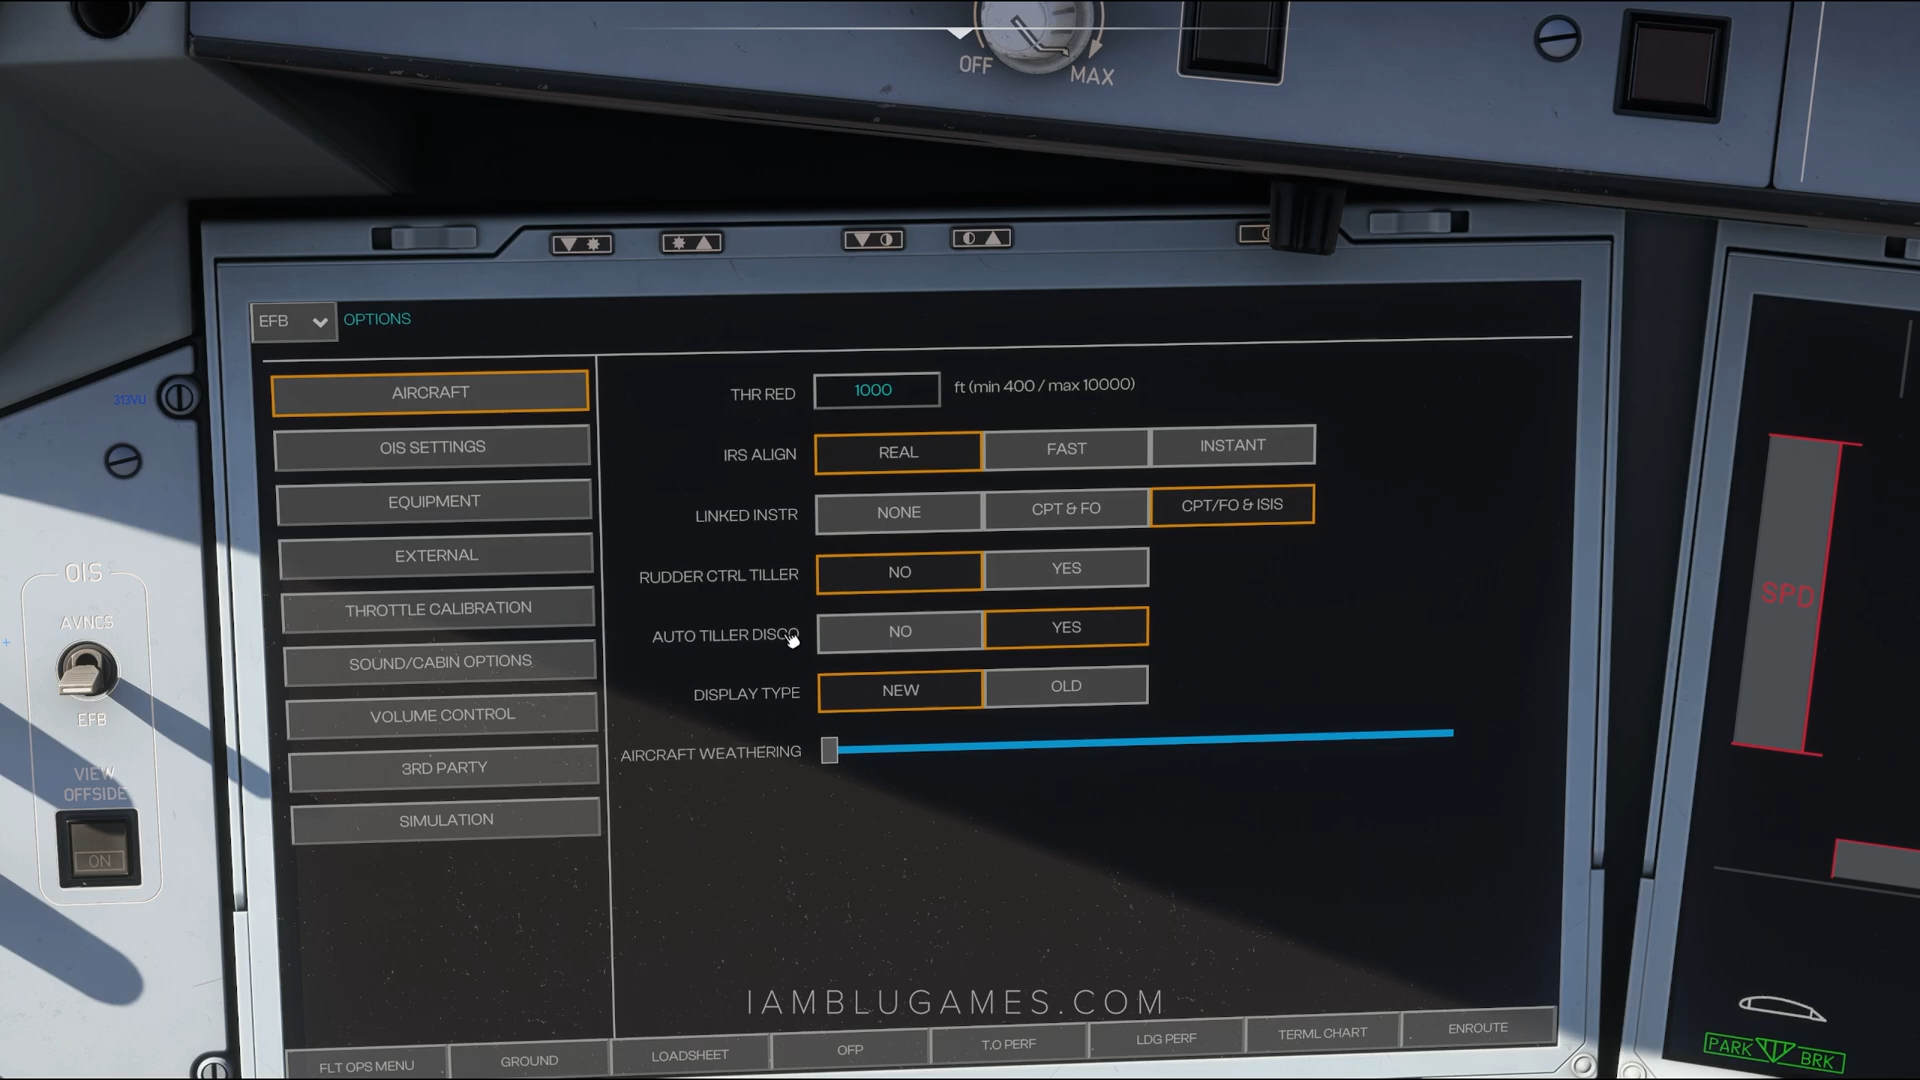 OFF
MAX
EFB
OPTIONS
AIRCRAFT
OIS SETTINGS
EQUIPMENT
EXTERNAL
THROTTLE CALIBRATION
SOUND/CABIN OPTIONS
VOLUME CONTROL
3RD PARTY
SIMULATION
THR RED 1000 ft (min 400 / max 10000)
IRS ALIGN REAL FAST INSTANT
LINKED INSTR NONE CPT & FO CPT/FO & ISIS
RUDDER CTRL TILLER NO YES
AUTO TILLER DISCO NO YES
DISPLAY TYPE NEW OLD
AIRCRAFT WEATHERING
313VU
OIS
AVNCS
EFB
VIEW
OFFSIDE
ON
SPD
PARK BRK
IAMBLUGAMES.COM
FLT OPS MENU GROUND LOADSHEET OFP T.O PERF LDG PERF TERML CHART ENROUTE